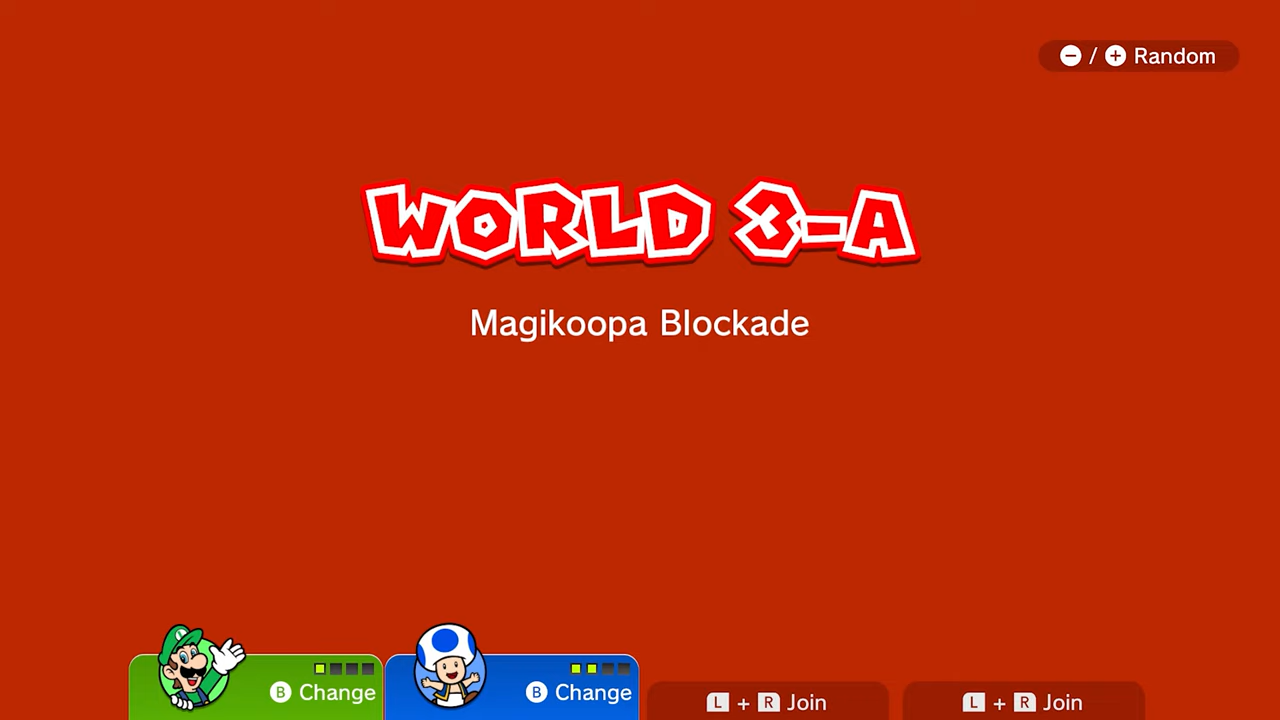 - / + Random
WORLD 3-A
Magikoopa Blockade
L
B Change
B Change
L + R Join
L + R Join